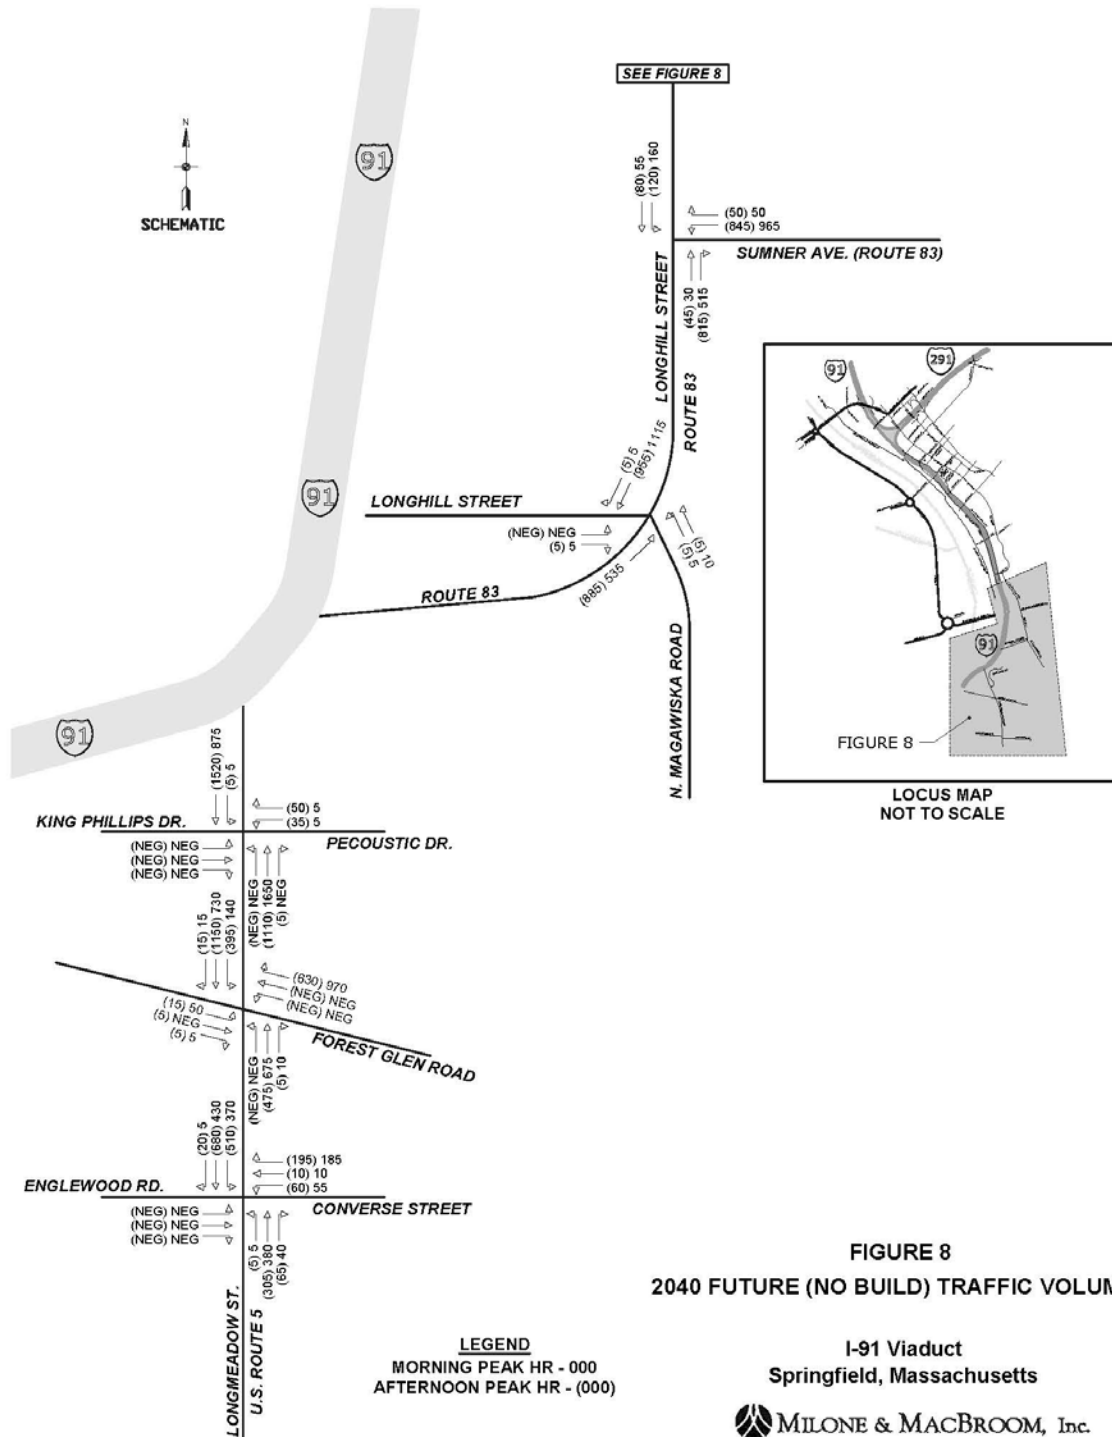 SEE FIGURE 8
N
SCHEMATIC
91
(80) 55
(120) 160
(50) 50
(845) 965
SUMNER AVE. (ROUTE 83)
(45) 30
(815) 515
LONGHILL STREET
ROUTE 83
91
(5) 5
(955) 1115
LONGHILL STREET
(NEG) NEG
(5) 5
(885) 535
(5) 10
(5) 5
ROUTE 83
N. MAGAWISKA ROAD
91
291
91
FIGURE 8
LOCUS MAP
NOT TO SCALE
91
(1520) 875
(5) 5
(50) 5
(35) 5
KING PHILLIPS DR.
PECOUSTIC DR.
(NEG) NEG
(NEG) NEG
(NEG) NEG
(NEG) NEG
(1110) 1650
(5) NEG
(15) 15
(1150) 730
(395) 140
(630) 970
(NEG) NEG
(NEG) NEG
(15) 50
(5) NEG
(5) 5
FOREST GLEN ROAD
(NEG) NEG
(475) 675
(5) 10
(20) 5
(680) 430
(510) 370
(195) 185
(10) 10
(60) 55
ENGLEWOOD RD.
CONVERSE STREET
(NEG) NEG
(NEG) NEG
(NEG) NEG
(5) 5
(305) 380
(65) 40
LONGMEADOW ST.
U.S. ROUTE 5
LEGEND
MORNING PEAK HR - 000
AFTERNOON PEAK HR - (000)
FIGURE 8
2040 FUTURE (NO BUILD) TRAFFIC VOLUM
I-91 Viaduct
Springfield, Massachusetts
MILONE & MACBROOM, Inc.